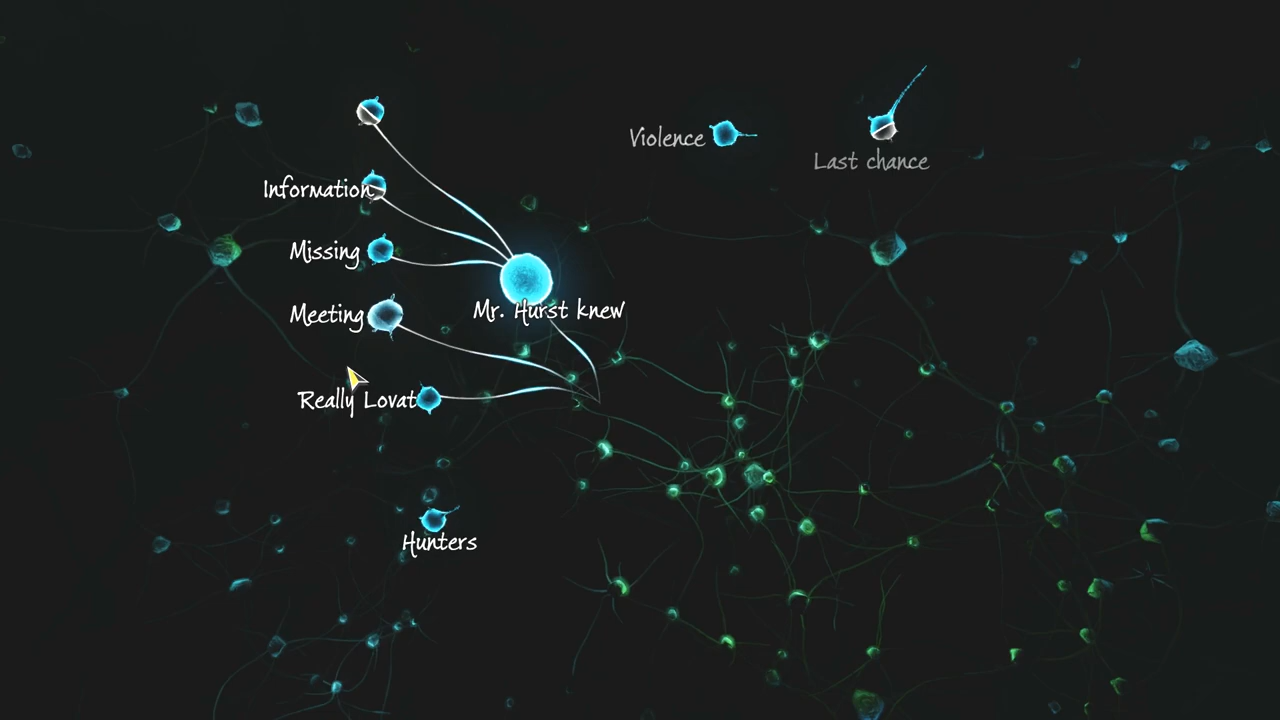 Violence
Last chance
Information
Missing
Mr. Hurst knew
Meeting
Really Lovat
Hunters